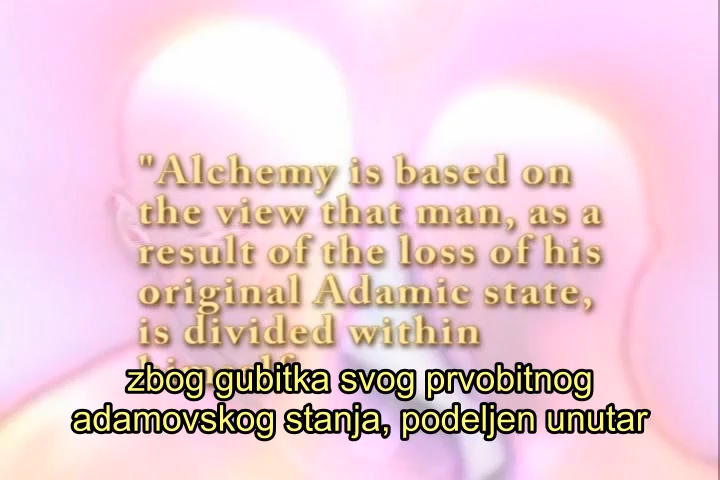 "Alchemy is based on
the view that man, as a
result of the loss of his
original Adamic state,
is divided within
zbog gubitka svog prvobitnog
adamovskog stanja, podeljen unutar